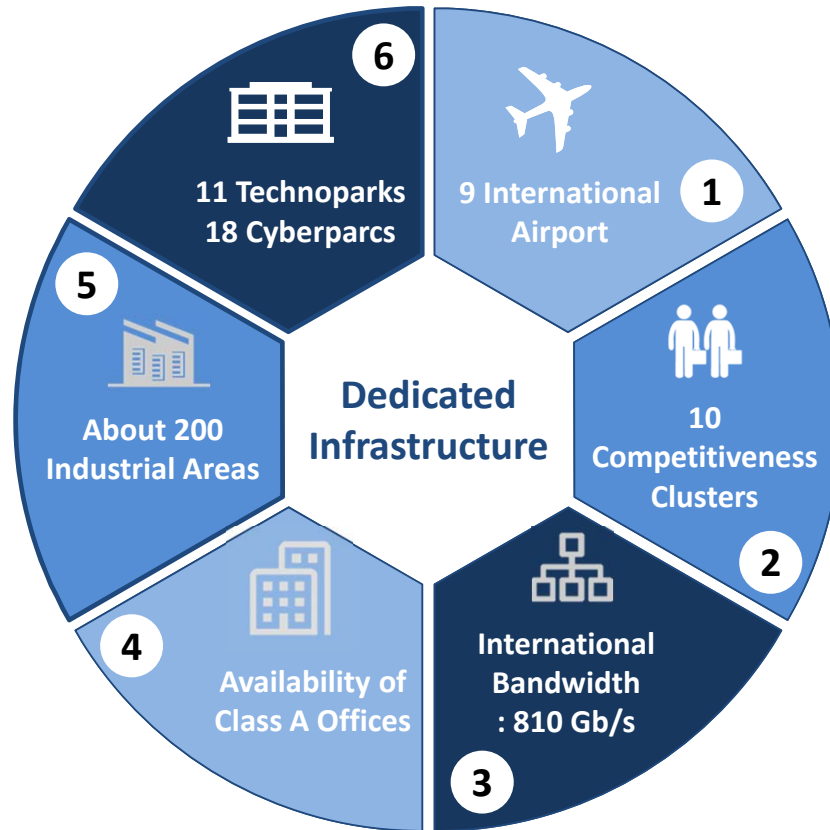 Dedicated
Infrastructure
1
9 International
Airport
10
Competitiveness
Clusters
2
International
Bandwidth
: 810 Gb/s
3
4
Availability of
Class A Offices
5
About 200
Industrial Areas
6
11 Technoparks
18 Cyberparcs